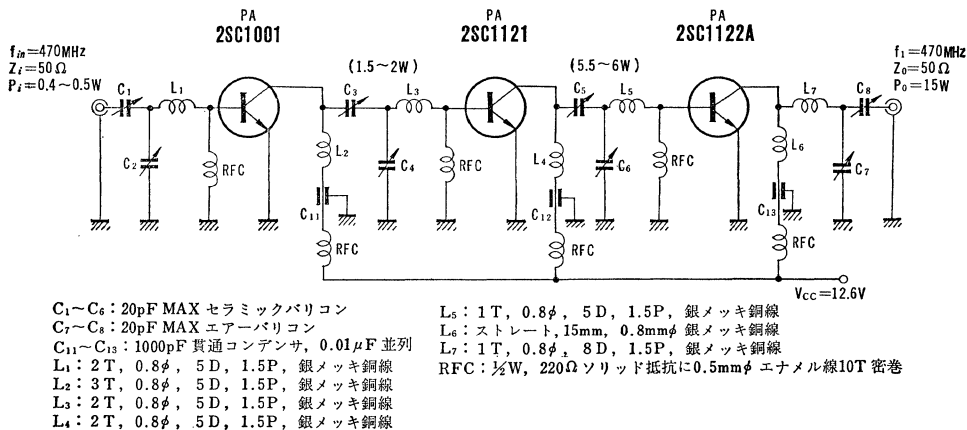 PA
2SC1001
PA
2SC1121
PA
2SC1122A
fin=470MHz
Zi=50Ω
Pi=0.4~0.5W
(1.5~2W)
(5.5~6W)
f1=470MHz
Zo=50Ω
Po=15W
C1
L1
C3
L3
C5
L5
L7
C8
C2
RFC
L2
C4
RFC
L4
C6
RFC
L6
C7
C11
C12
C13
RFC
RFC
RFC
VCC=12.6V
C1~C6:20pF MAX セラミックバリコン
C7~C8:20pF MAX エアーバリコン
C11~C13:1000pF 貫通コンデンサ, 0.01μF 並列
L1:2T, 0.8φ, 5D, 1.5P, 銀メッキ銅線
L2:3T, 0.8φ, 5D, 1.5P, 銀メッキ銅線
L3:2T, 0.8φ, 5D, 1.5P, 銀メッキ銅線
L4:2T, 0.8φ, 5D, 1.5P, 銀メッキ銅線
L5:1T, 0.8φ, 5D, 1.5P, 銀メッキ銅線
L6:ストレート, 15mm, 0.8mmφ 銀メッキ銅線
L7:1T, 0.8φ, 8D, 1.5P, 銀メッキ銅線
RFC:½W, 220Ωソリッド抵抗に0.5mmφ エナメル線10T 密巻